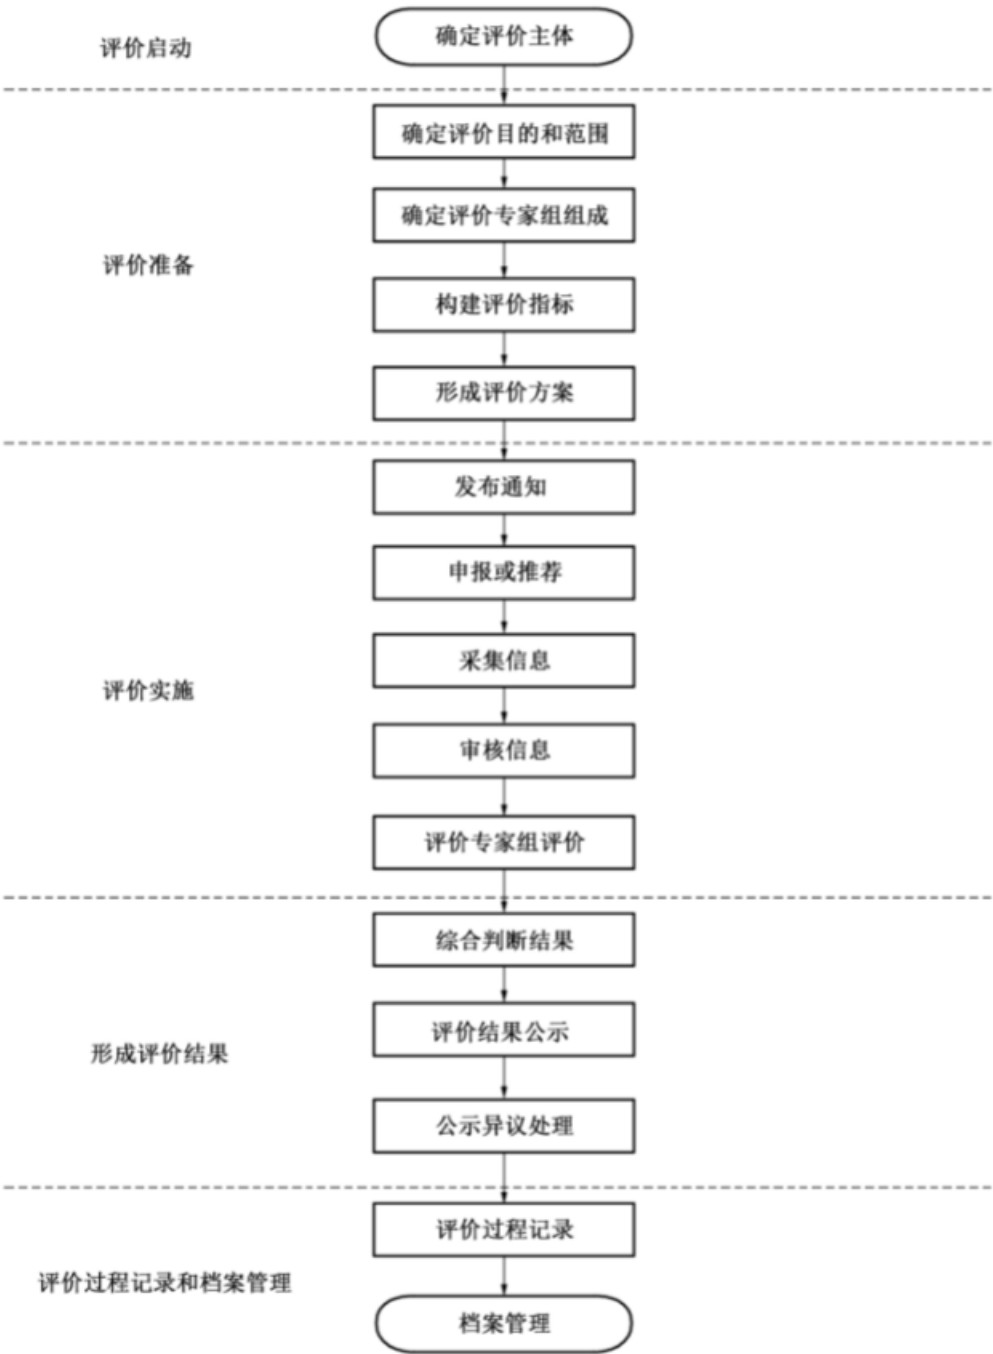 评价启动
确定评价主体
确定评价目的和范围
确定评价专家组组成
评价准备
构建评价指标
形成评价方案
发布通知
申报或推荐
采集信息
评价实施
审核信息
评价专家组评价
综合判断结果
评价结果公示
形成评价结果
公示异议处理
评价过程记录
评价过程记录和档案管理
档案管理